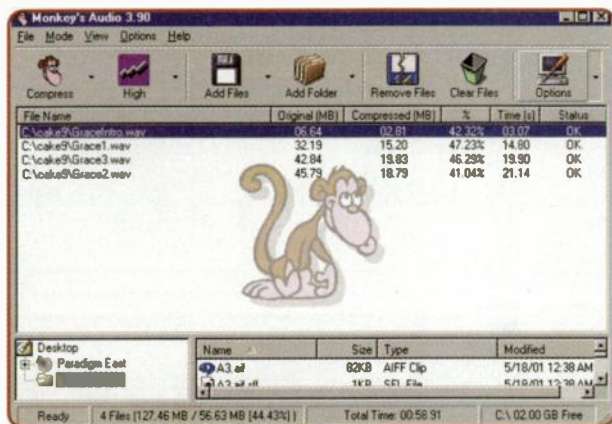 Monkey's Audio 3.90
File Mode View Options Help
Compress High Add Files Add Folder Remove Files Clear Files Options
File Name Original (MB) Compressed (MB) % Time (s) Status
C:\cake9\GraceIntro.wav 06.64 02.81 42.32% 03.07 OK
C:\cake9\Grace1.wav 32.19 15.20 47.23% 14.80 OK
C:\cake9\Grace3.wav 42.84 19.83 46.29% 19.90 OK
C:\cake9\Grace2.wav 45.79 18.79 41.04% 21.14 OK
Desktop
Paradigm East
Name Size Type Modified
A3.aif 82KB AIFF Clip 5/18/01 12:38 AM
1KB SFL File 5/18/01 12:38 AM
Ready 4 Files [127.46 MB / 56.63 MB (44.43%)] Total Time: 00:58.91 C:\ 02.00 GB Free